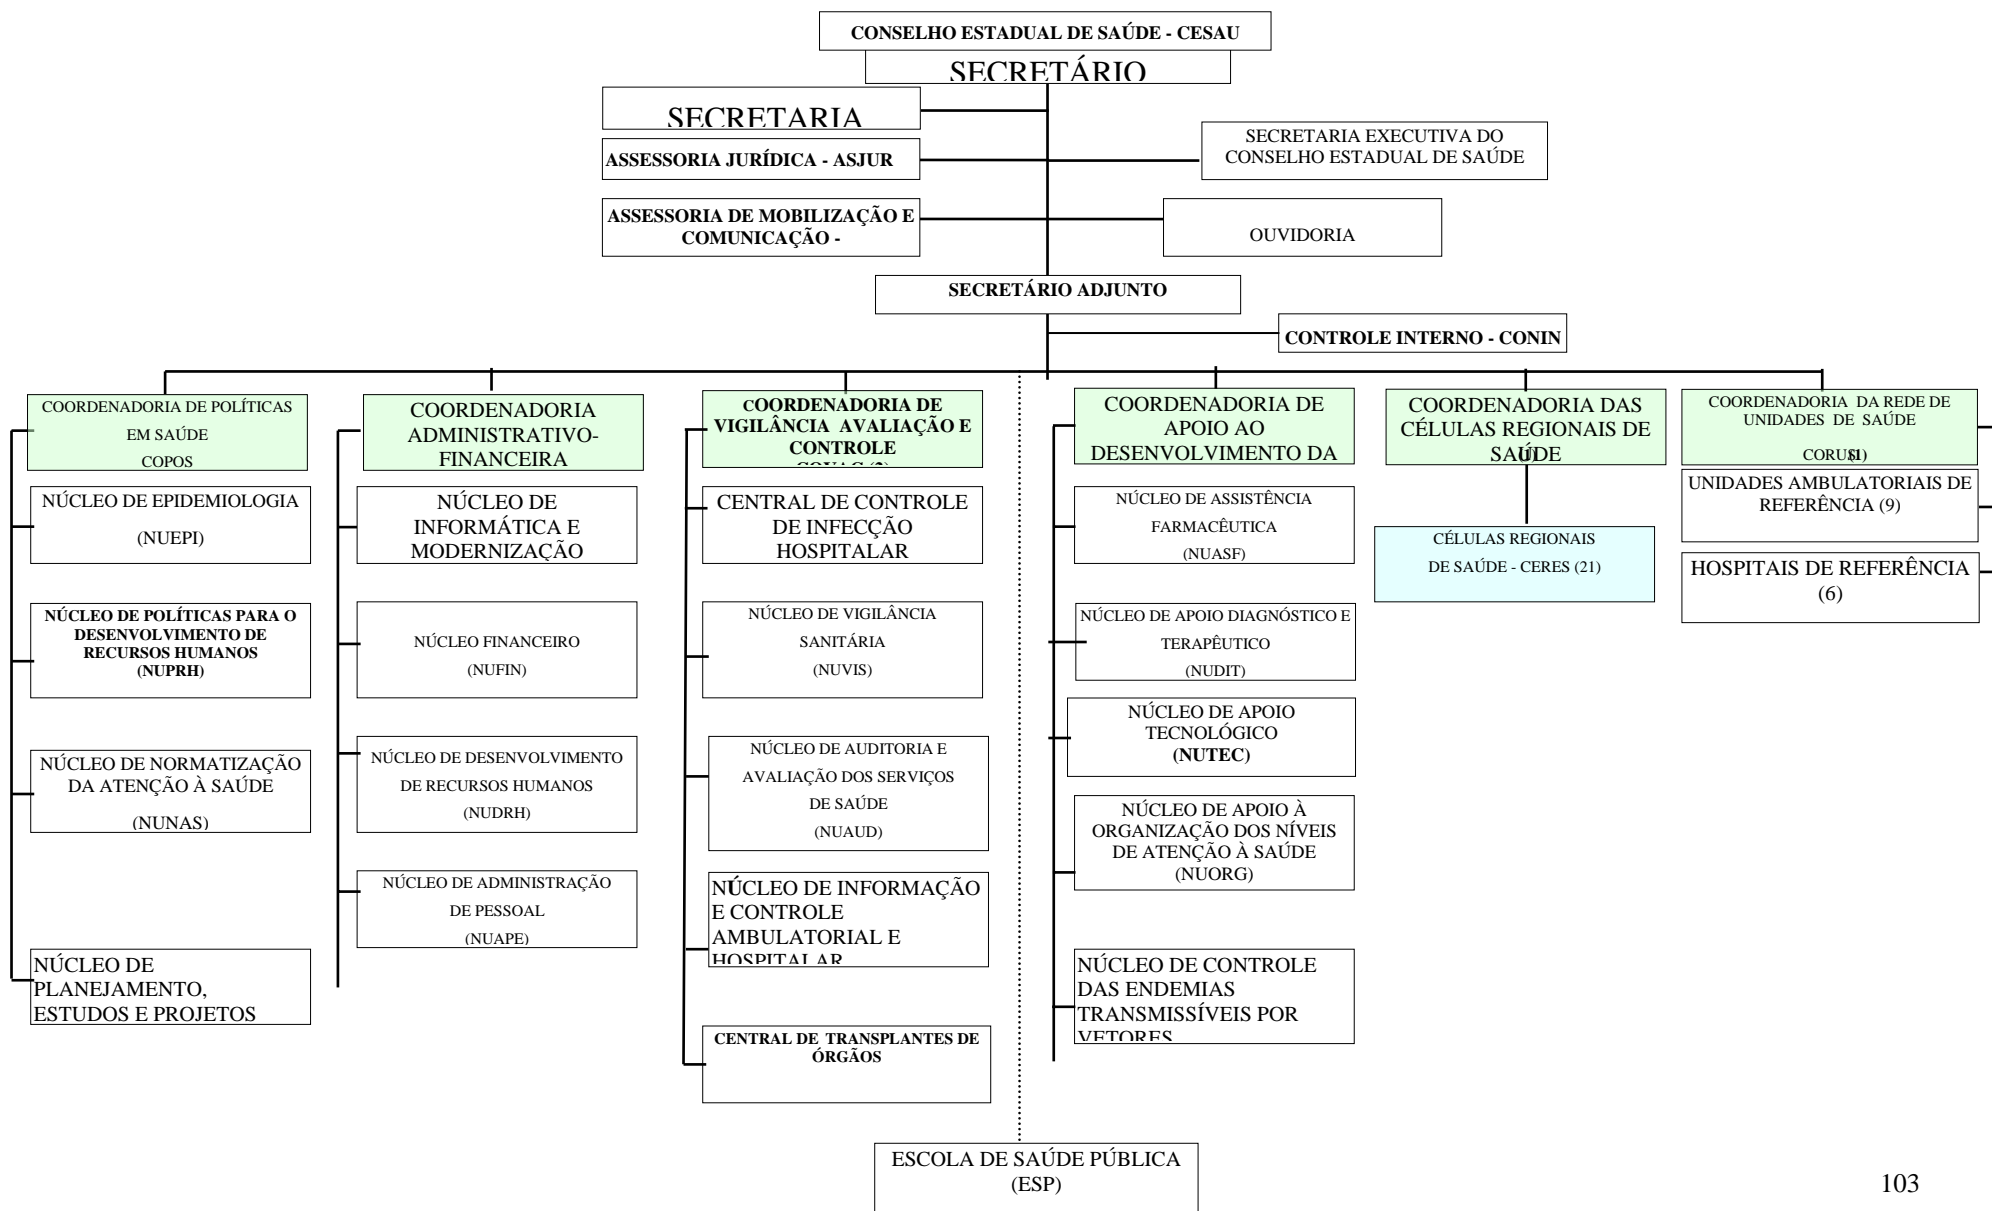 CONSELHO ESTADUAL DE SAÚDE - CESAU
SECRETÁRIO
SECRETARIA
ASSESSORIA JURÍDICA - ASJUR
SECRETARIA EXECUTIVA DO
CONSELHO ESTADUAL DE SAÚDE
ASSESSORIA DE MOBILIZAÇÃO E
COMUNICAÇÃO -
OUVIDORIA
SECRETÁRIO ADJUNTO
CONTROLE INTERNO - CONIN
COORDENADORIA DE POLÍTICAS
EM SAÚDE
COPOS
NÚCLEO DE EPIDEMIOLOGIA
(NUEPI)
NÚCLEO DE POLÍTICAS PARA O
DESENVOLVIMENTO DE
RECURSOS HUMANOS
(NUPRH)
NÚCLEO DE NORMATIZAÇÃO
DA ATENÇÃO À SAÚDE
(NUNAS)
NÚCLEO DE
PLANEJAMENTO,
ESTUDOS E PROJETOS
COORDENADORIA
ADMINISTRATIVO-
FINANCEIRA
NÚCLEO DE
INFORMÁTICA E
MODERNIZAÇÃO
NÚCLEO FINANCEIRO
(NUFIN)
NÚCLEO DE DESENVOLVIMENTO
DE RECURSOS HUMANOS
(NUDRH)
NÚCLEO DE ADMINISTRAÇÃO
DE PESSOAL
(NUAPE)
COORDENADORIA DE
VIGILÂNCIA AVALIAÇÃO E
CONTROLE
CENTRAL DE CONTROLE
DE INFECÇÃO
HOSPITALAR
NÚCLEO DE VIGILÂNCIA
SANITÁRIA
(NUVIS)
NÚCLEO DE AUDITORIA E
AVALIAÇÃO DOS SERVIÇOS
DE SAÚDE
(NUAUD)
NÚCLEO DE INFORMAÇÃO
E CONTROLE
AMBULATORIAL E
HOSPITALAR
CENTRAL DE TRANSPLANTES DE
ÓRGÃOS
COORDENADORIA DE
APOIO AO
DESENVOLVIMENTO DA
NÚCLEO DE ASSISTÊNCIA
FARMACÊUTICA
(NUASF)
NÚCLEO DE APOIO DIAGNÓSTICO E
TERAPÊUTICO
(NUDIT)
NÚCLEO DE APOIO
TECNOLÓGICO
(NUTEC)
NÚCLEO DE APOIO À
ORGANIZAÇÃO DOS NÍVEIS
DE ATENÇÃO À SAÚDE
(NUORG)
NÚCLEO DE CONTROLE
DAS ENDEMIAS
TRANSMISSÍVEIS POR
VETORES
COORDENADORIA DAS
CÉLULAS REGIONAIS DE
SAÚDE
CÉLULAS REGIONAIS
DE SAÚDE - CERES (21)
COORDENADORIA DA REDE DE
UNIDADES DE SAÚDE
CORUS(1)
UNIDADES AMBULATORIAIS DE
REFERÊNCIA (9)
HOSPITAIS DE REFERÊNCIA
(6)
ESCOLA DE SAÚDE PÚBLICA
(ESP)
103